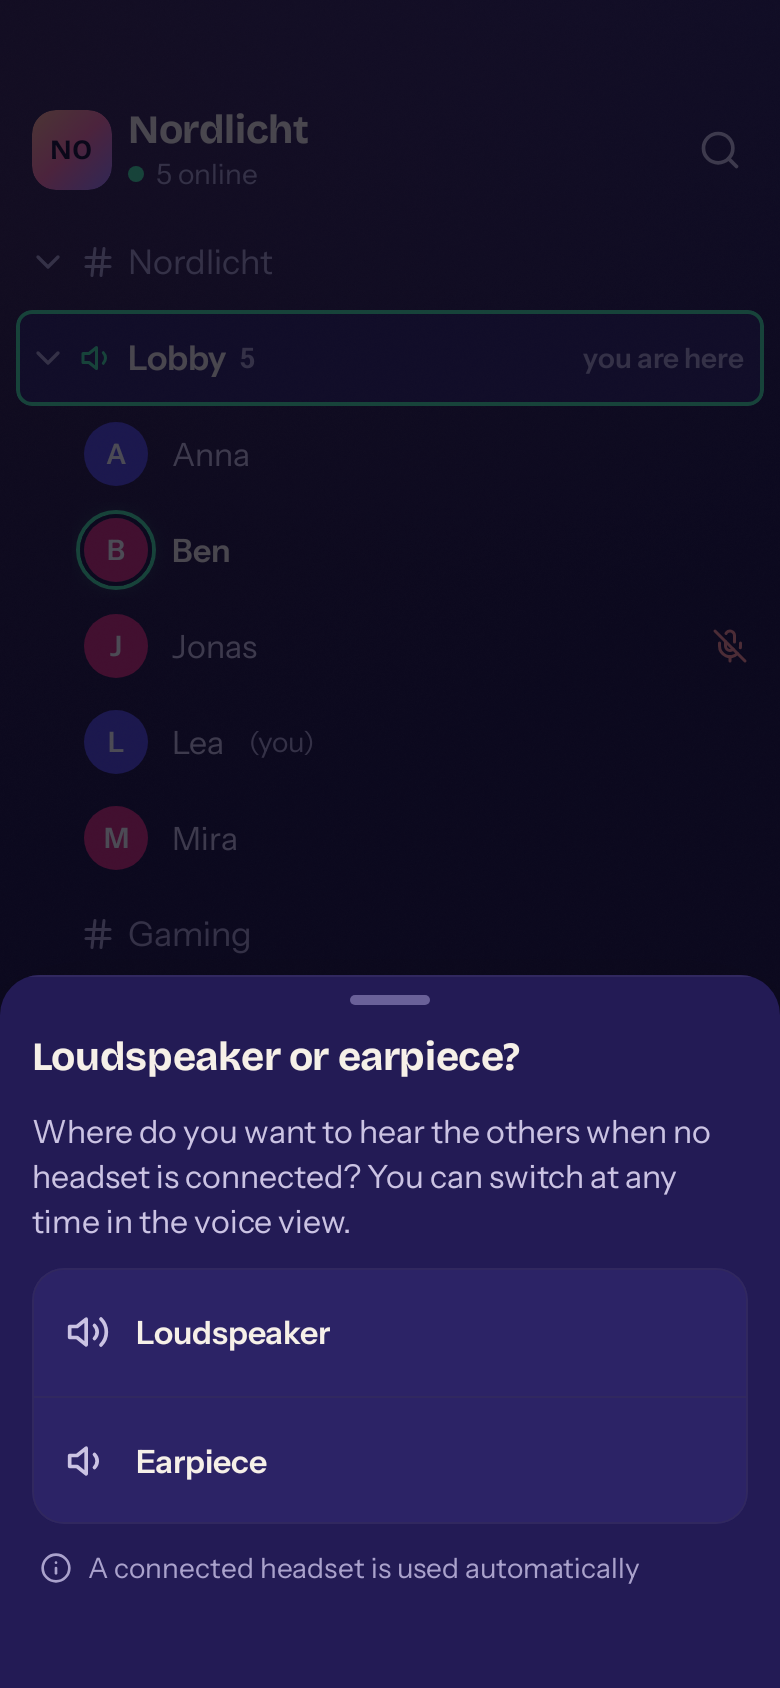 NO
Nordlicht
5 online
# Nordlicht
Lobby 5 you are here
A Anna
B Ben
J Jonas
L Lea (you)
M Mira
# Gaming
Loudspeaker or earpiece?
Where do you want to hear the others when no
headset is connected? You can switch at any
time in the voice view.
Loudspeaker
Earpiece
A connected headset is used automatically